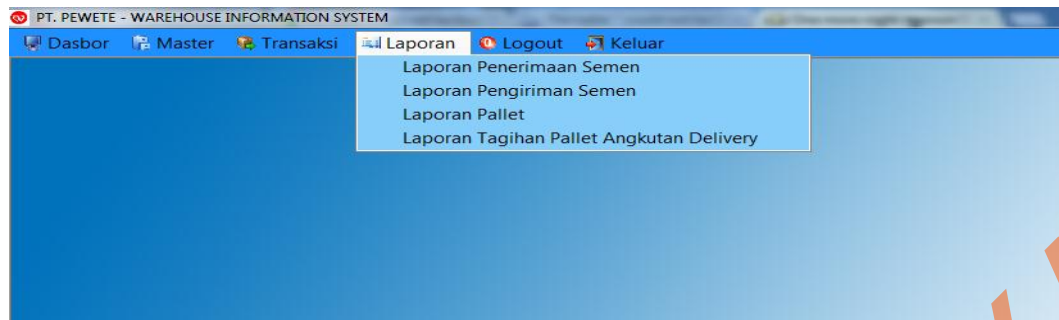 PT. PEWETE - WAREHOUSE INFORMATION SYSTEM
Dasbor Master Transaksi Laporan Logout Keluar
Laporan Penerimaan Semen
Laporan Pengiriman Semen
Laporan Pallet
Laporan Tagihan Pallet Angkutan Delivery